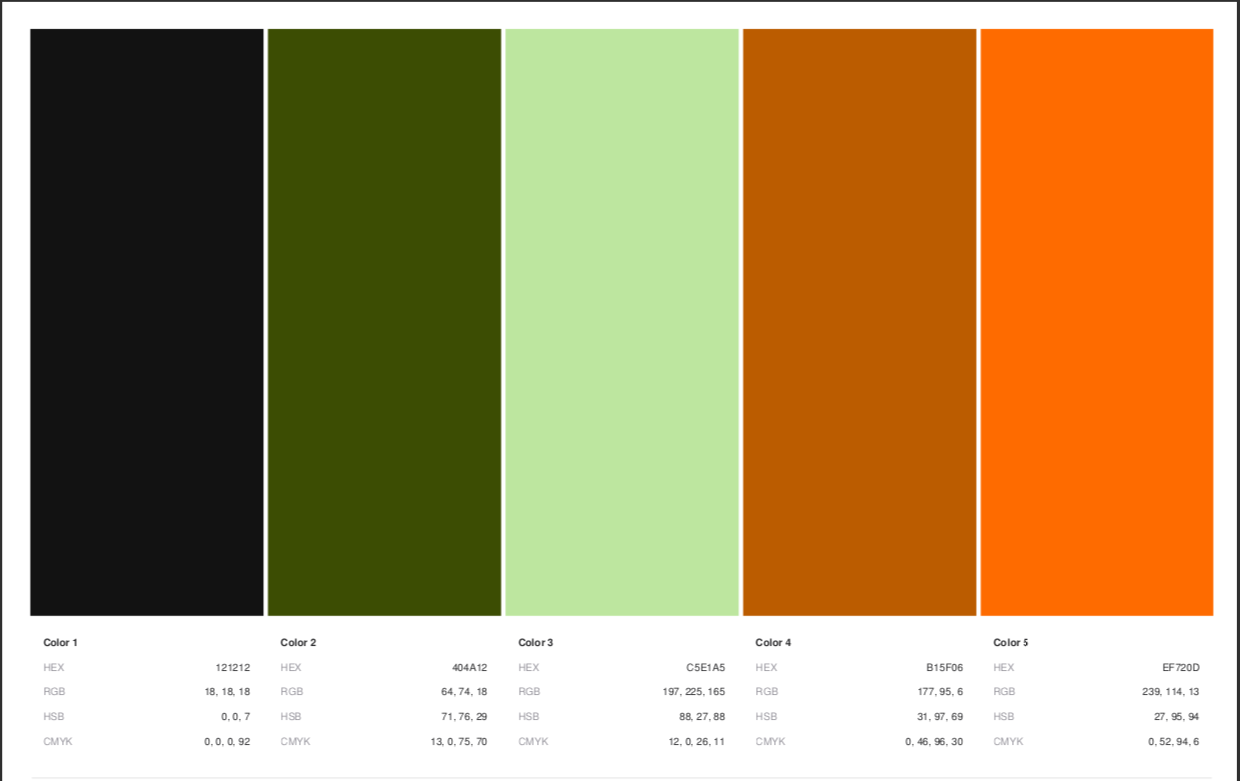 Color 1 Color 2 Color 3 Color 4 Color 5
HEX 121212 HEX 404A12 HEX C5E1A5 HEX B15F06 HEX EF720D
RGB 18, 18, 18 RGB 64, 74, 18 RGB 197, 225, 165 RGB 177, 95, 6 RGB 239, 114, 13
HSB 0, 0, 7 HSB 71, 76, 29 HSB 88, 27, 88 HSB 31, 97, 69 HSB 27, 95, 94
CMYK 0, 0, 0, 92 CMYK 13, 0, 75, 70 CMYK 12, 0, 26, 11 CMYK 0, 46, 96, 30 CMYK 0, 52, 94, 6